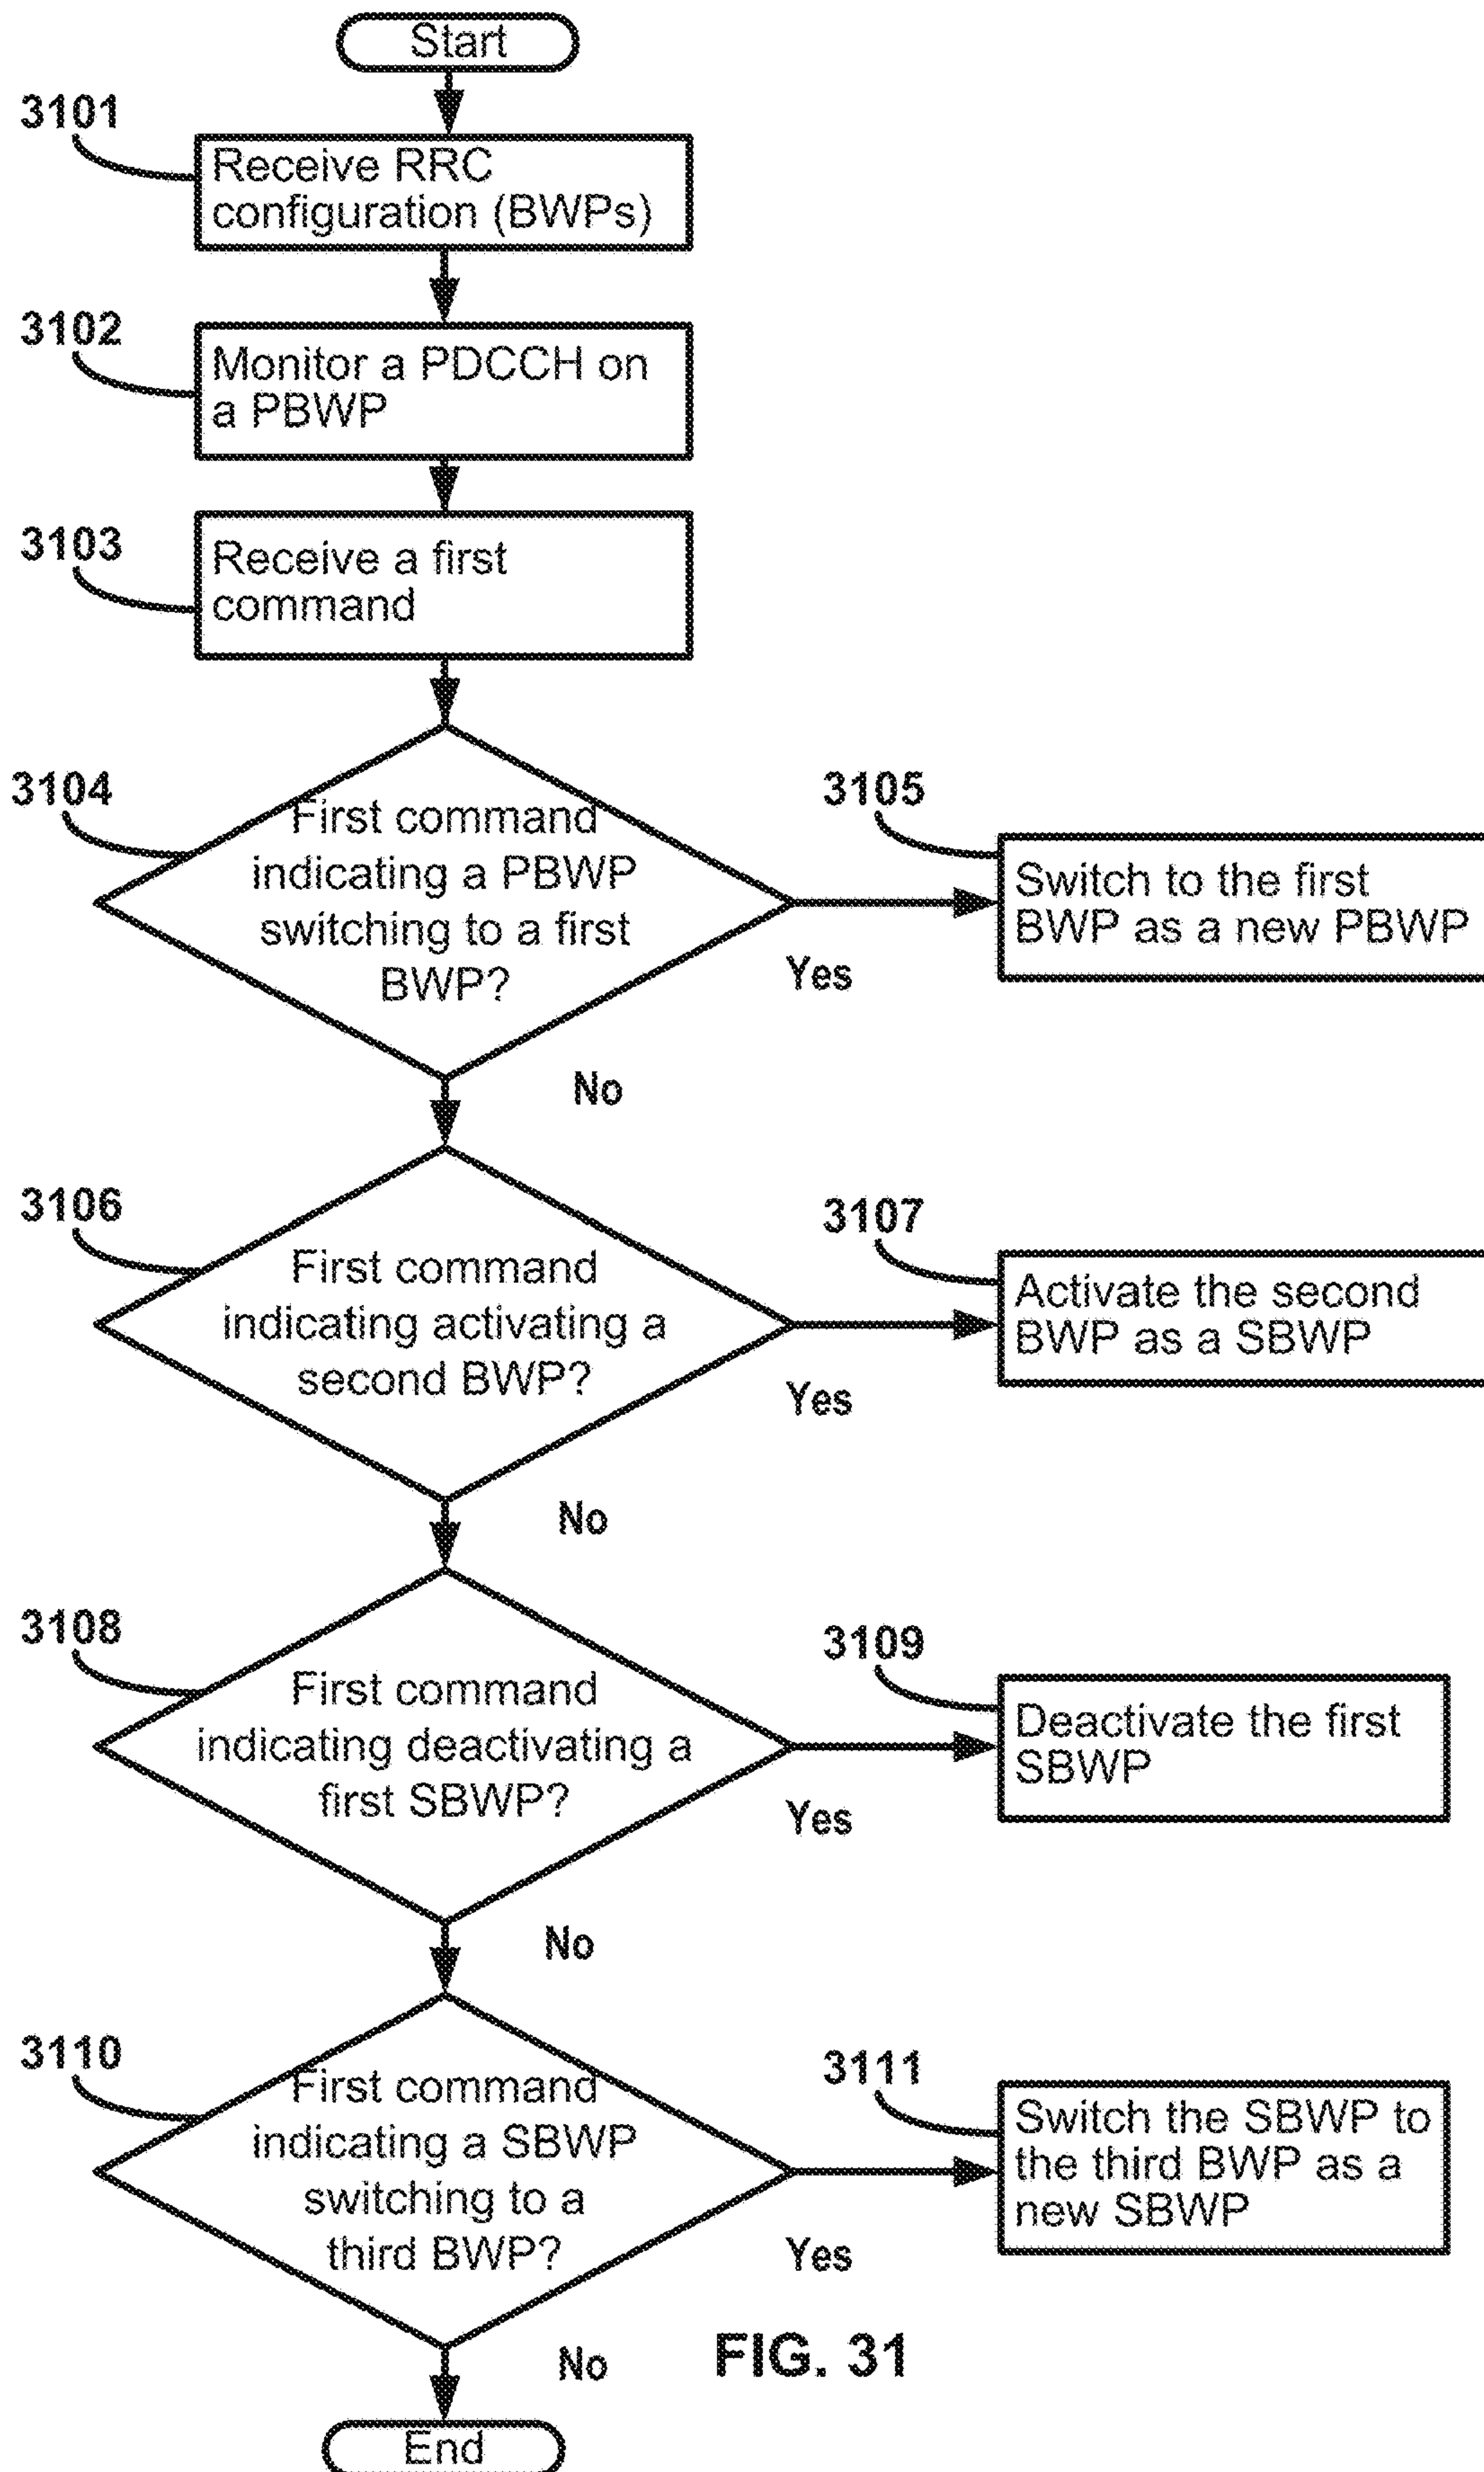 Start
3101
Receive RRC
configuration (BWPs)
3102
Monitor a PDCCH on
a PBWP
3103
Receive a first
command
3104
First command
indicating a PBWP
switching to a first
BWP?
Yes
No
3105
Switch to the first
BWP as a new PBWP
3106
First command
indicating activating a
second BWP?
Yes
No
3107
Activate the second
BWP as a SBWP
3108
First command
indicating deactivating a
first SBWP?
Yes
No
3109
Deactivate the first
SBWP
3110
First command
indicating a SBWP
switching to a
third BWP?
Yes
No
3111
Switch the SBWP to
the third BWP as a
new SBWP
FIG. 31
End